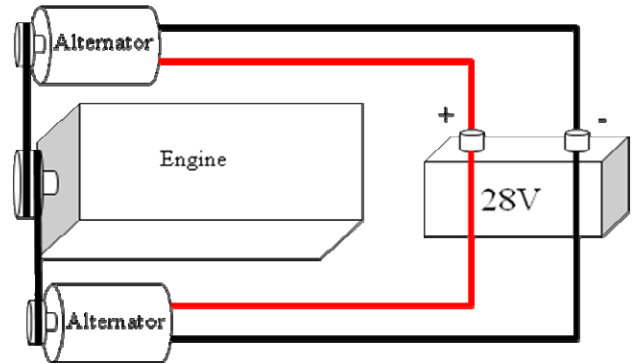 Alternator
+ -
Engine
28V
Alternator